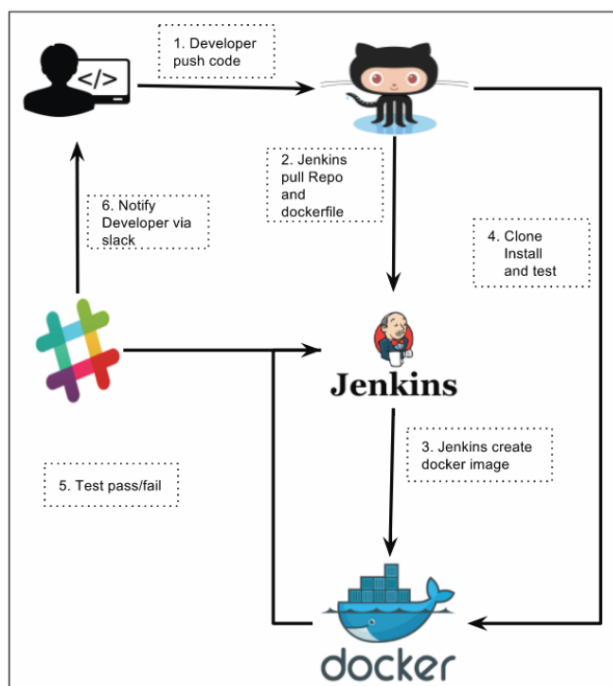 1. Developer
push code
</>
2. Jenkins
pull Repo
and
dockerfile
6. Notify
Developer via
slack
4. Clone
Install
and test
Jenkins
3. Jenkins create
docker image
5. Test pass/fail
docker